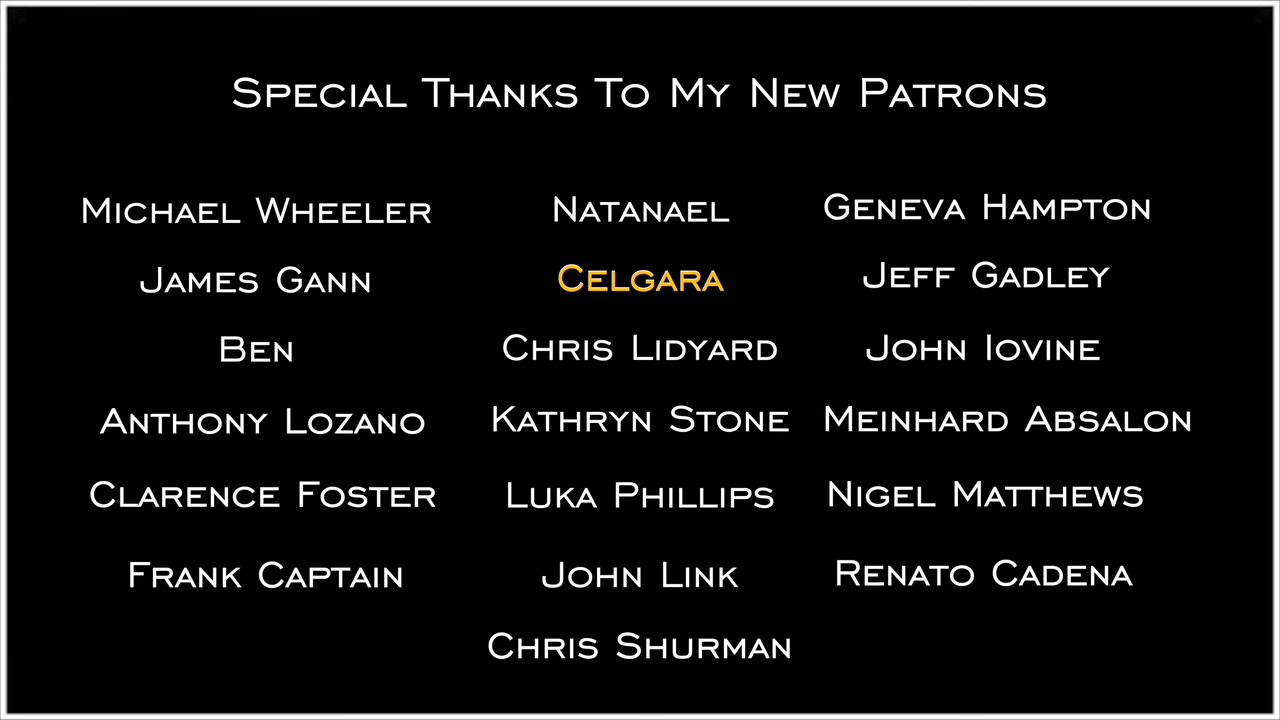 Special Thanks To My New Patrons
Michael Wheeler
Natanael
Geneva Hampton
James Gann
Celgara
Jeff Gadley
Ben
Chris Lidyard
John Iovine
Anthony Lozano
Kathryn Stone
Meinhard Absalon
Clarence Foster
Luka Phillips
Nigel Matthews
Frank Captain
John Link
Renato Cadena
Chris Shurman